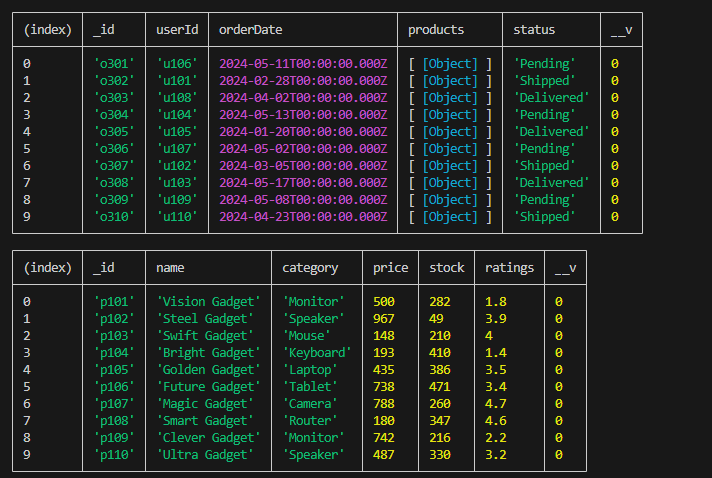 (index) _id userId orderDate products status __v
0 'o301' 'u106' 2024-05-11T00:00:00.000Z [ [Object] ] 'Pending' 0
1 'o302' 'u101' 2024-02-28T00:00:00.000Z [ [Object] ] 'Shipped' 0
2 'o303' 'u108' 2024-04-02T00:00:00.000Z [ [Object] ] 'Delivered' 0
3 'o304' 'u104' 2024-05-13T00:00:00.000Z [ [Object] ] 'Pending' 0
4 'o305' 'u105' 2024-01-20T00:00:00.000Z [ [Object] ] 'Delivered' 0
5 'o306' 'u107' 2024-05-02T00:00:00.000Z [ [Object] ] 'Pending' 0
6 'o307' 'u102' 2024-03-05T00:00:00.000Z [ [Object] ] 'Shipped' 0
7 'o308' 'u103' 2024-05-17T00:00:00.000Z [ [Object] ] 'Delivered' 0
8 'o309' 'u109' 2024-05-08T00:00:00.000Z [ [Object] ] 'Pending' 0
9 'o310' 'u110' 2024-04-23T00:00:00.000Z [ [Object] ] 'Shipped' 0
(index) _id name category price stock ratings __v
0 'p101' 'Vision Gadget' 'Monitor' 500 282 1.8 0
1 'p102' 'Steel Gadget' 'Speaker' 967 49 3.9 0
2 'p103' 'Swift Gadget' 'Mouse' 148 210 4 0
3 'p104' 'Bright Gadget' 'Keyboard' 193 410 1.4 0
4 'p105' 'Golden Gadget' 'Laptop' 435 386 3.5 0
5 'p106' 'Future Gadget' 'Tablet' 738 471 3.4 0
6 'p107' 'Magic Gadget' 'Camera' 788 260 4.7 0
7 'p108' 'Smart Gadget' 'Router' 180 347 4.6 0
8 'p109' 'Clever Gadget' 'Monitor' 742 216 2.2 0
9 'p110' 'Ultra Gadget' 'Speaker' 487 330 3.2 0